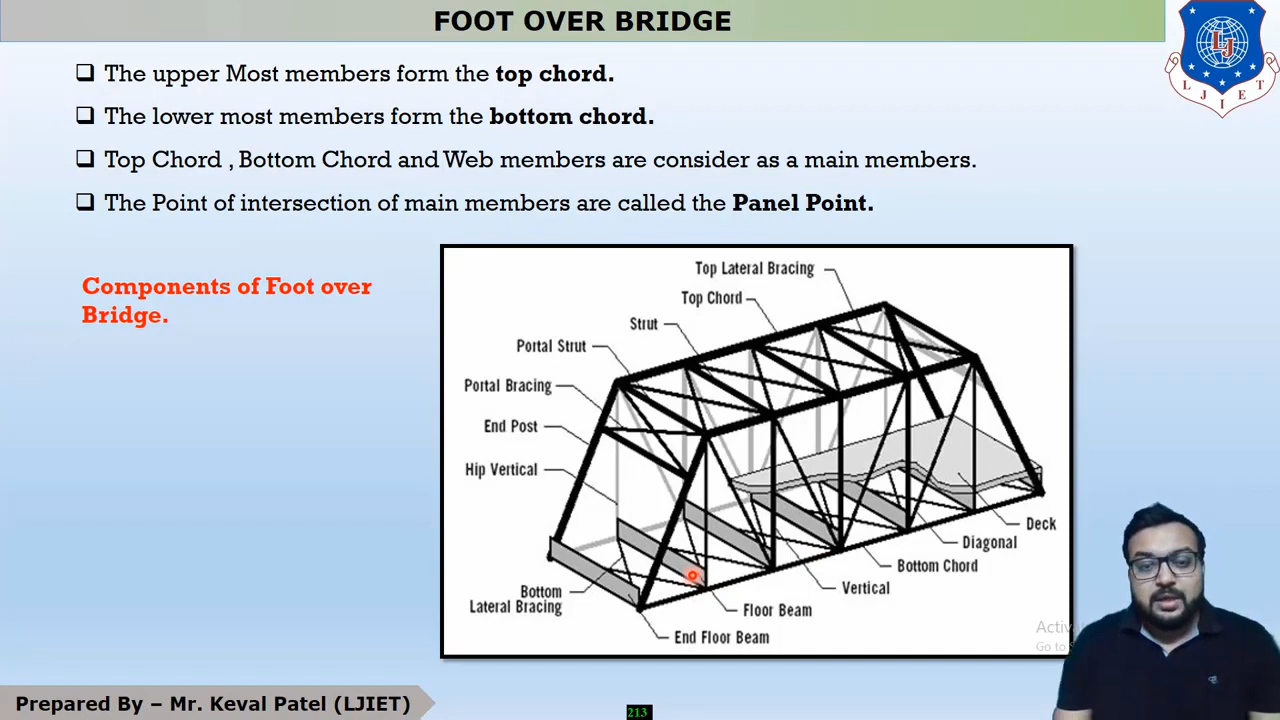 FOOT OVER BRIDGE
LJIET
❑ The upper Most members form the top chord.
❑ The lower most members form the bottom chord.
❑ Top Chord , Bottom Chord and Web members are consider as a main members.
❑ The Point of intersection of main members are called the Panel Point.
Components of Foot over
Bridge.
Top Lateral Bracing
Top Chord
Strut
Portal Strut
Portal Bracing
End Post
Hip Vertical
Deck
Diagonal
Bottom Chord
Vertical
Bottom
Lateral Bracing
Floor Beam
End Floor Beam
Go to
Prepared By – Mr. Keval Patel (LJIET)
213